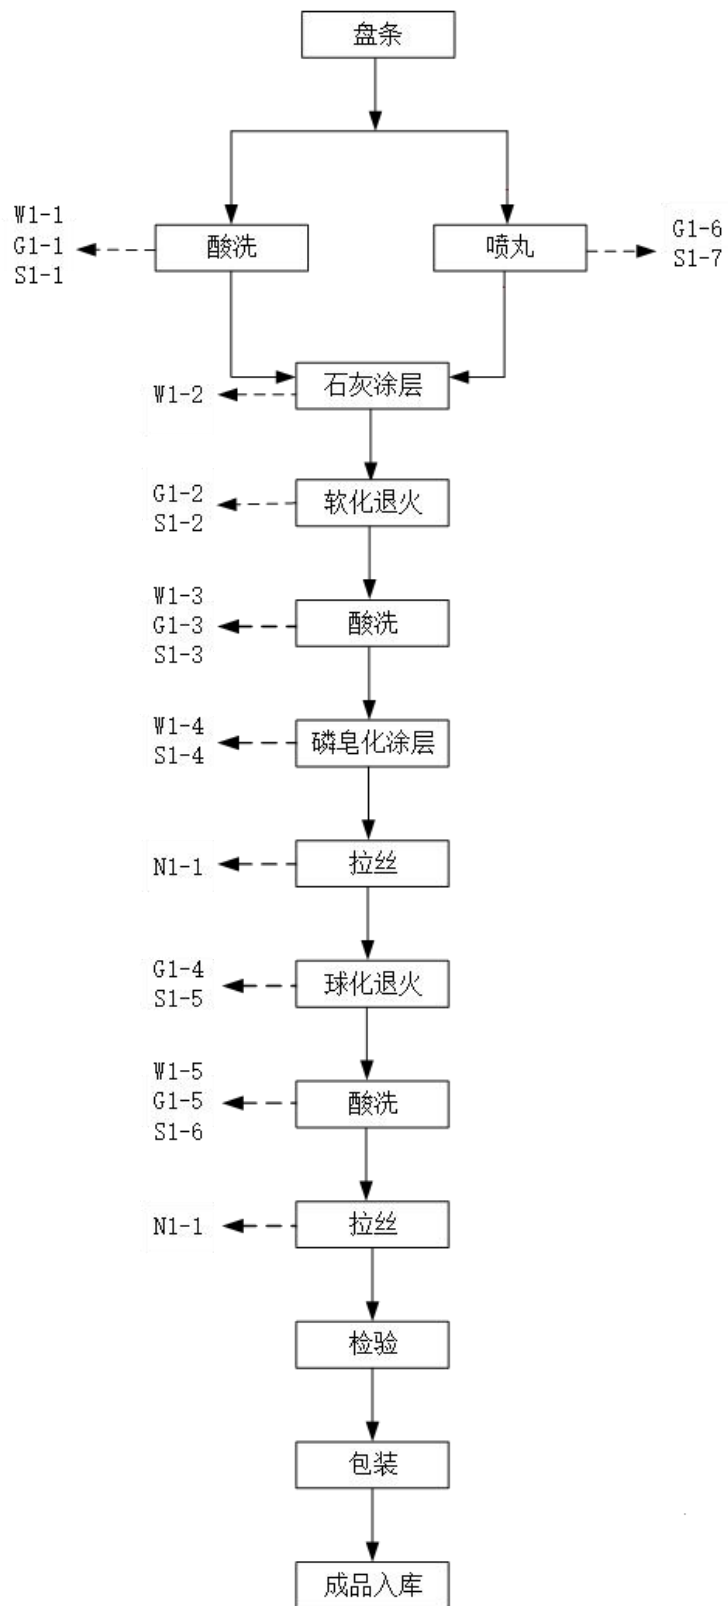 盘条
W1-1
G1-1
S1-1
酸洗
喷丸
G1-6
S1-7
W1-2
石灰涂层
G1-2
S1-2
软化退火
W1-3
G1-3
S1-3
酸洗
W1-4
S1-4
磷皂化涂层
N1-1
拉丝
G1-4
S1-5
球化退火
W1-5
G1-5
S1-6
酸洗
N1-1
拉丝
检验
包装
成品入库